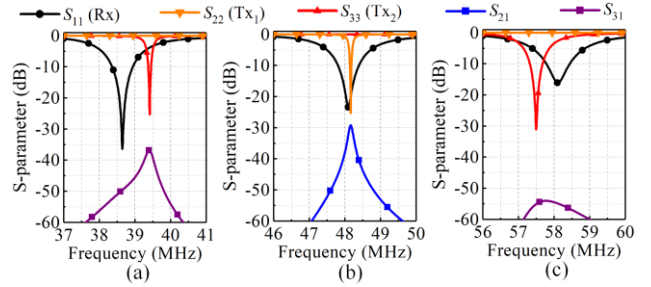 S11 (Rx) S22 (Tx1) S33 (Tx2) S21 S31
S-parameter (dB)
0
-10
-20
-30
-40
-50
-60
37 38 39 40 41
Frequency (MHz)
(a)
0
-10
-20
-30
-40
-50
-60
46 47 48 49 50
Frequency (MHz)
(b)
S-parameter (dB)
0
-10
-20
-30
-40
-50
-60
56 57 58 59 60
Frequency (MHz)
(c)